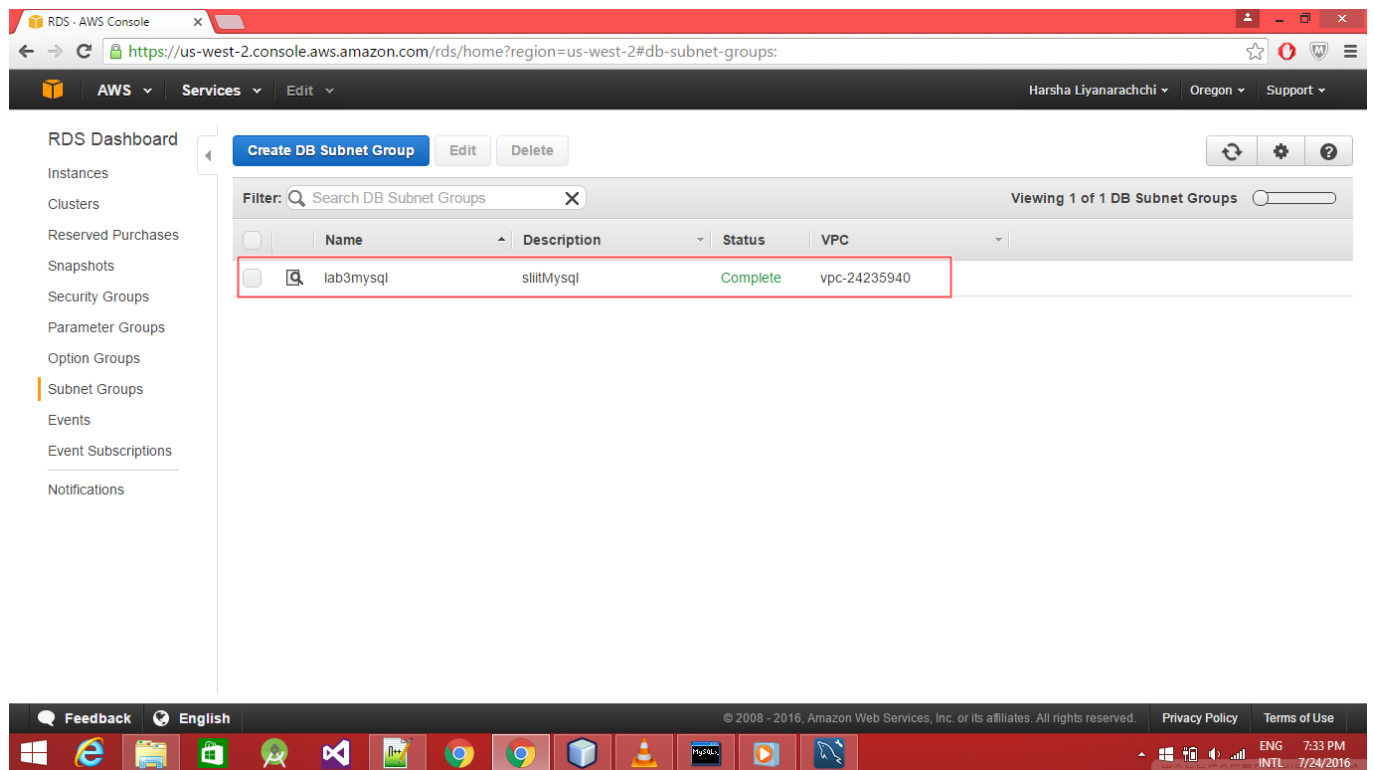 RDS · AWS Console
https://us-west-2.console.aws.amazon.com/rds/home?region=us-west-2#db-subnet-groups:
AWS Services Edit Harsha Liyanarachchi Oregon Support
RDS Dashboard
Instances
Clusters
Reserved Purchases
Snapshots
Security Groups
Parameter Groups
Option Groups
Subnet Groups
Events
Event Subscriptions
Notifications
Create DB Subnet Group Edit Delete
Filter: Search DB Subnet Groups X Viewing 1 of 1 DB Subnet Groups
Name Description Status VPC
lab3mysql sliitMysql Complete vpc-24235940
Feedback English © 2008 - 2016, Amazon Web Services, Inc. or its affiliates. All rights reserved. Privacy Policy Terms of Use
ENG 7:33 PM
INTL 7/24/2016